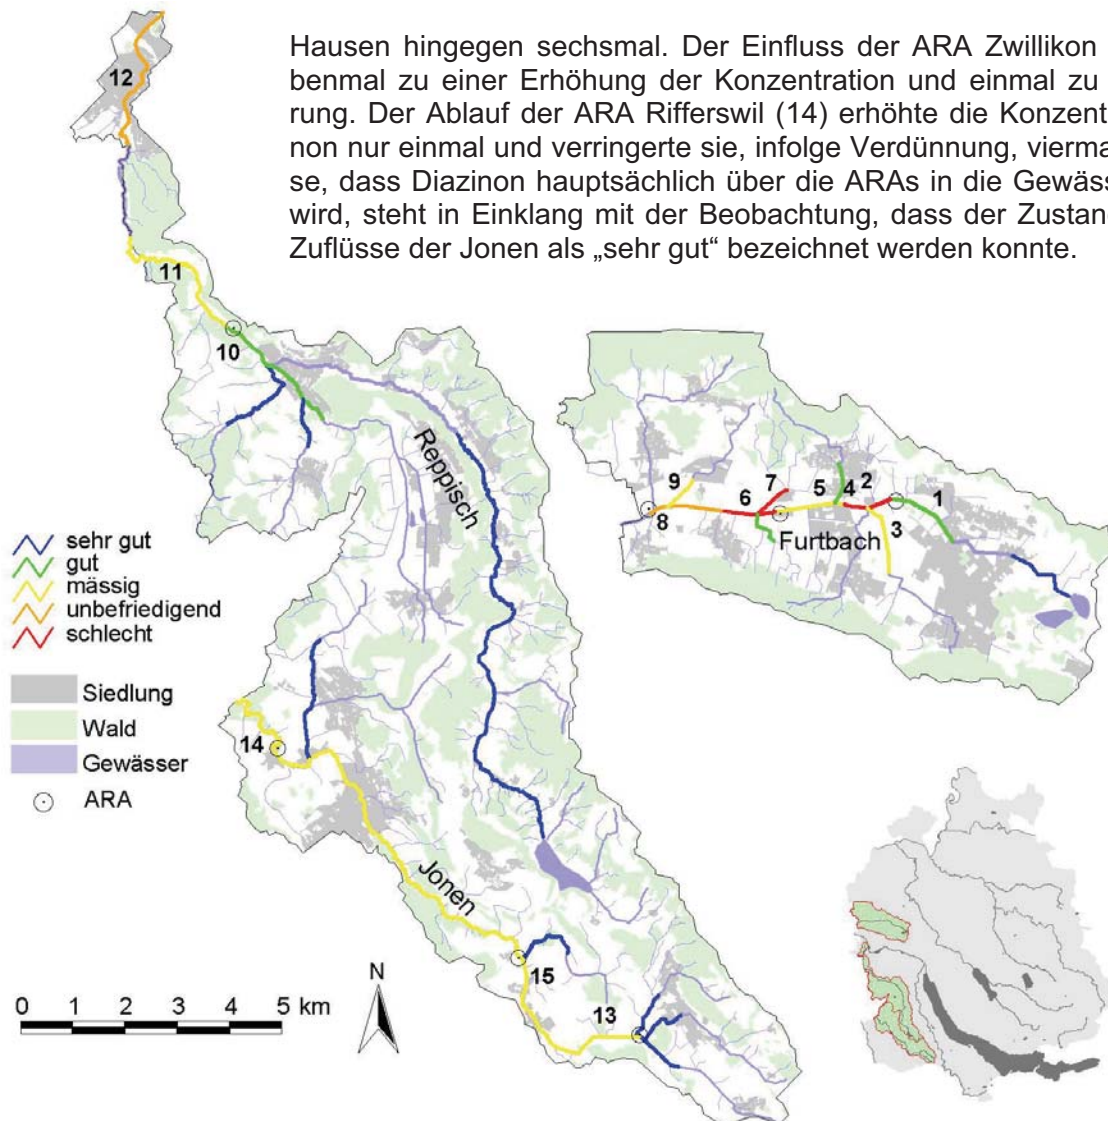 Hausen hingegen sechsmal. Der Einfluss der ARA Zwillikon
benmal zu einer Erhöhung der Konzentration und einmal zu
rung. Der Ablauf der ARA Rifferswil (14) erhöhte die Konzent
non nur einmal und verringerte sie, infolge Verdünnung, vierma
se, dass Diazinon hauptsächlich über die ARAs in die Gewäss
wird, steht in Einklang mit der Beobachtung, dass der Zustan
Zuflüsse der Jonen als „sehr gut“ bezeichnet werden konnte.
12
11
10
Reppisch
9
8
6
7
5
4
2
3
1
Furtbach
sehr gut
gut
mässig
unbefriedigend
schlecht
Siedlung
Wald
Gewässer
ARA
14
Jonen
15
13
0 1 2 3 4 5 km
N